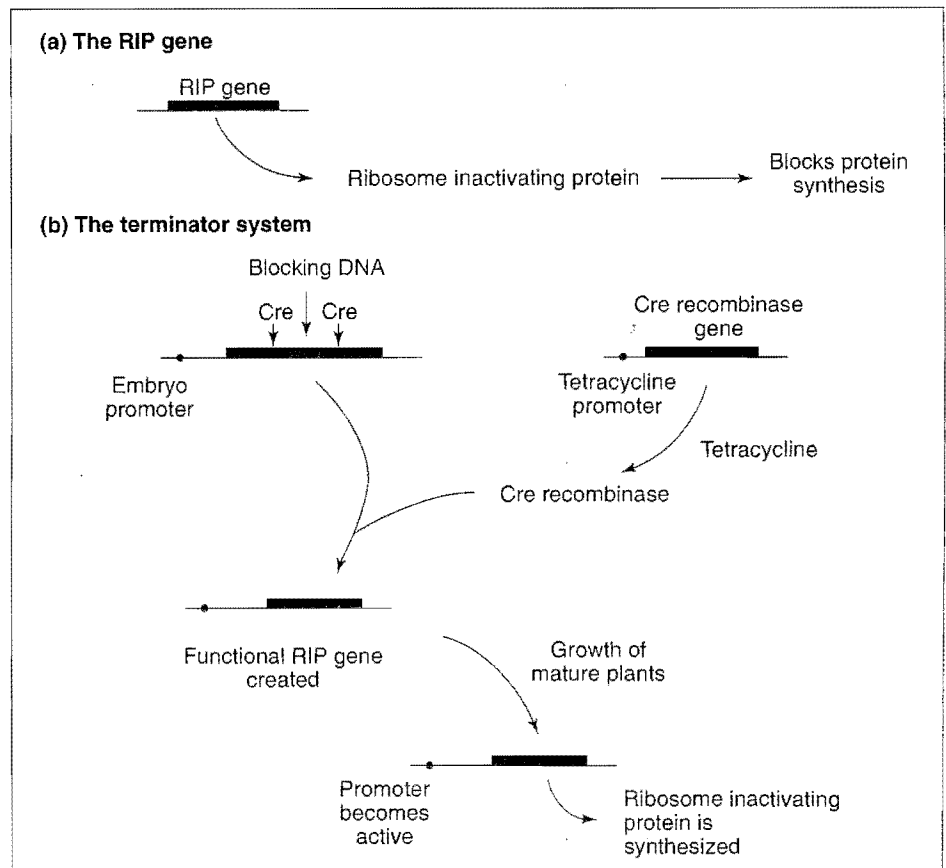 (a) The RIP gene
RIP gene
Ribosome inactivating protein
Blocks protein
synthesis
(b) The terminator system
Blocking DNA
Cre
Cre
Cre recombinase
gene
Embryo
promoter
Tetracycline
promoter
Tetracycline
Cre recombinase
Functional RIP gene
created
Growth of
mature plants
Promoter
becomes
active
Ribosome inactivating
protein is
synthesized